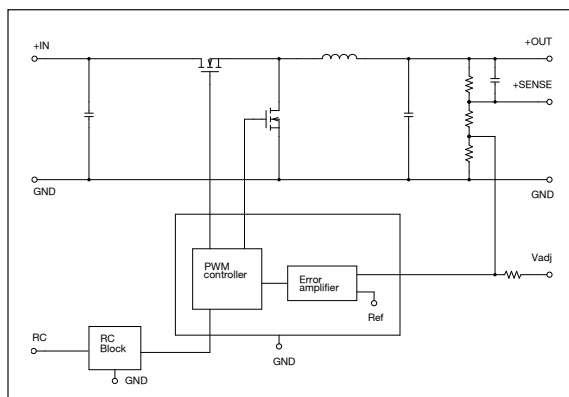 +IN
+OUT
+SENSE
GND
GND
PWM
controller
Error
amplifier
Vadj
Ref
RC
RC
Block
GND
GND